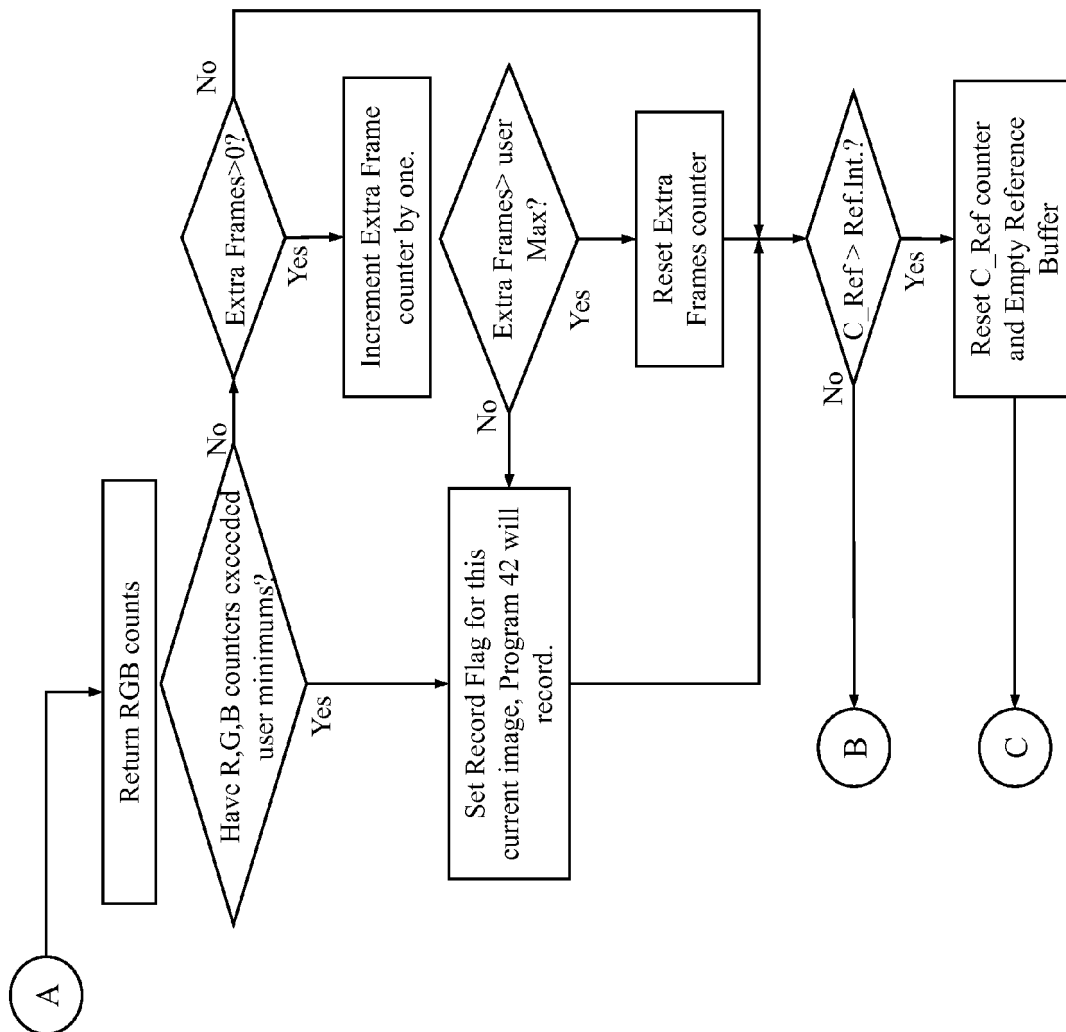 A
Return RGB counts
Havc R,G,B counters cxcccdcd
user minimums?
No
Yes
Extra Frames>0?
No
Yes
Increment Extra Frame
counter by one.
Extra Frames> user
Max?
No
Yes
Set Record Flag for this
current image, Program 42 will
record.
Reset Extra
Frames counter
C_Ref > Ref.Int.?
No
Yes
B
Reset C_Ref counter
and Empty Reference
Buffer
C